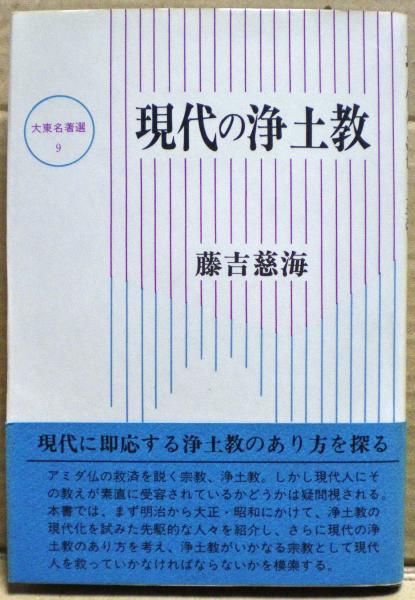 大東名著選
9
現代の浄土教
藤吉慈海
現代に即応する浄土教のあり方を探る
アミダ仏の救済を説く宗教、浄土教。しかし現代人にそ
の教えが素直に受容されているかどうかは疑問視される。
本書では、まず明治から大正・昭和にかけて、浄土教の
現代化を試みた先駆的な人々を紹介し、さらに現代の浄
土教のあり方を考え、浄土教がいかなる宗教として現代
人を救っていかなければならないかを模索する。